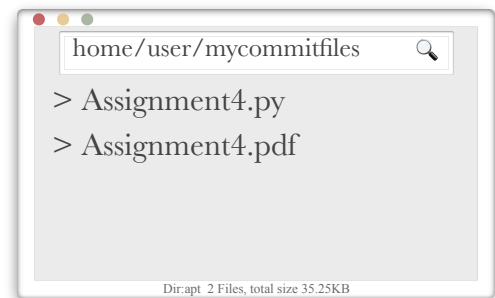 home/user/mycommitfiles
> Assignment4.py
> Assignment4.pdf
Dir:apt 2 Files, total size 35.25KB